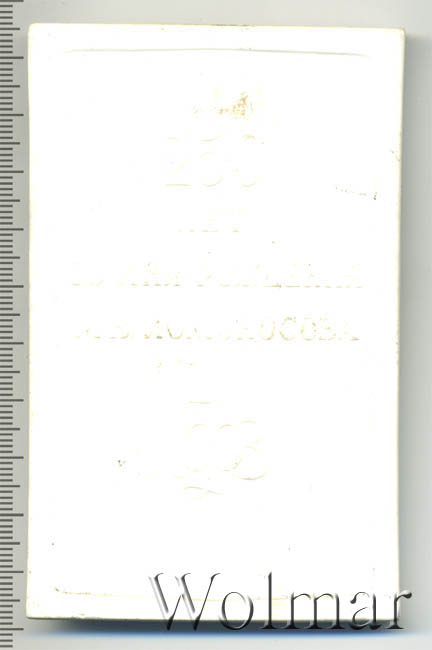 250
ЛЕТ
СО ДНЯ РОЖДЕНИЯ
М.В. ЛОМОНОСОВА
Wolmar